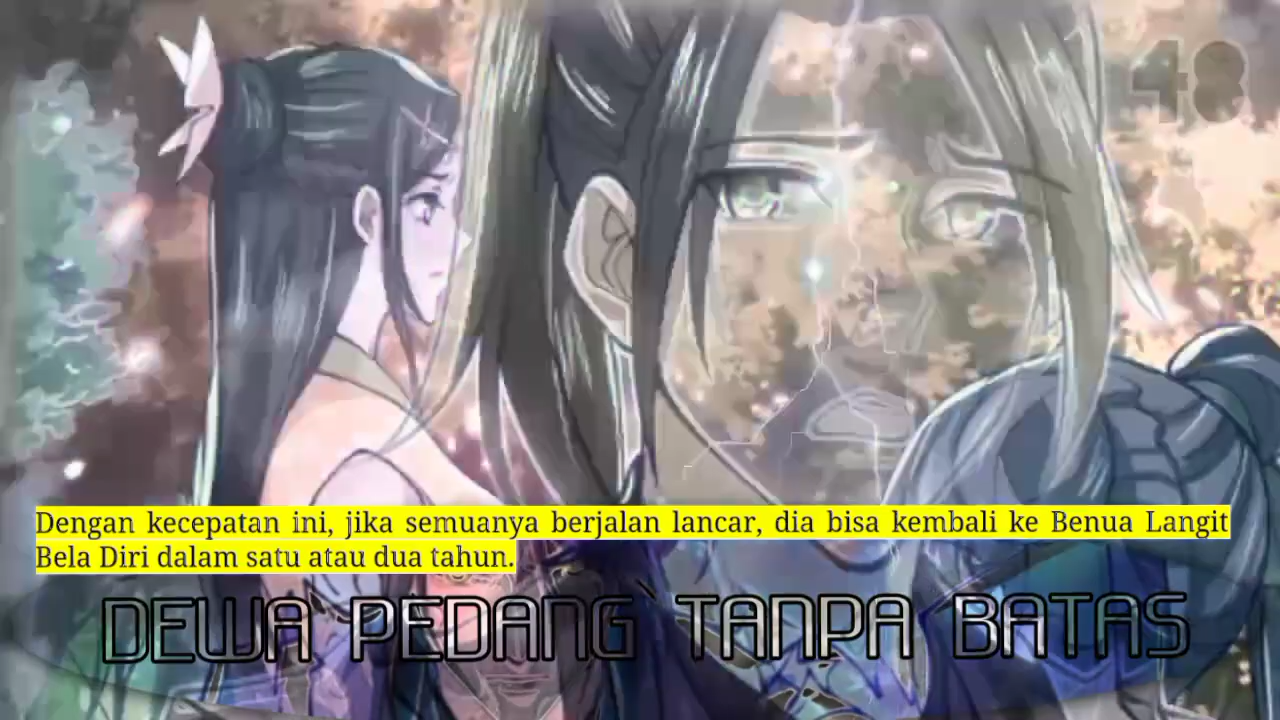 48
Dengan kecepatan ini, jika semuanya berjalan lancar, dia bisa kembali ke Benua Langit
Bela Diri dalam satu atau dua tahun.
DEWA PEDANG TANPA BATAS